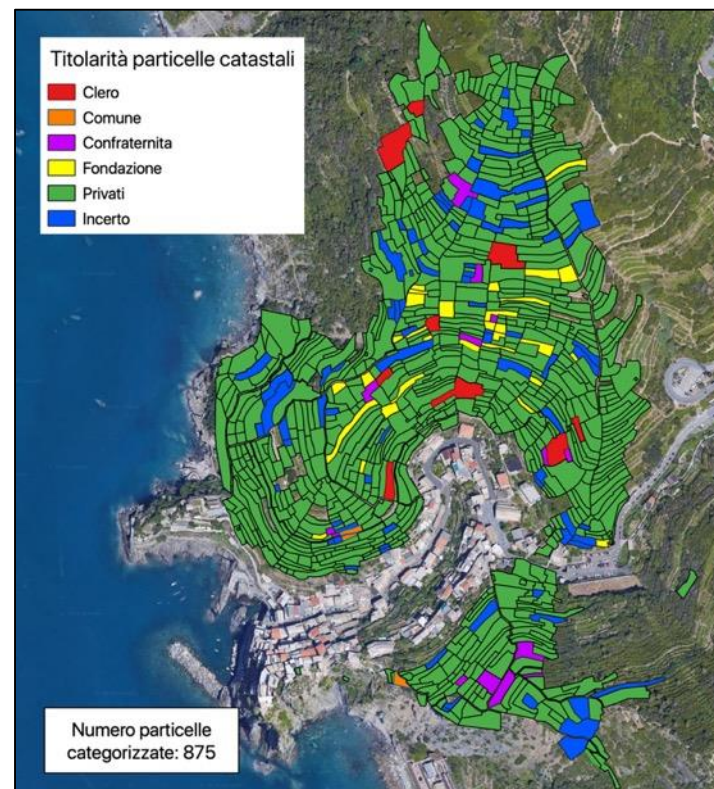 Titolarità particelle catastali
Clero
Comune
Confraternita
Fondazione
Privati
Incerto
Numero particelle
categorizzate: 875